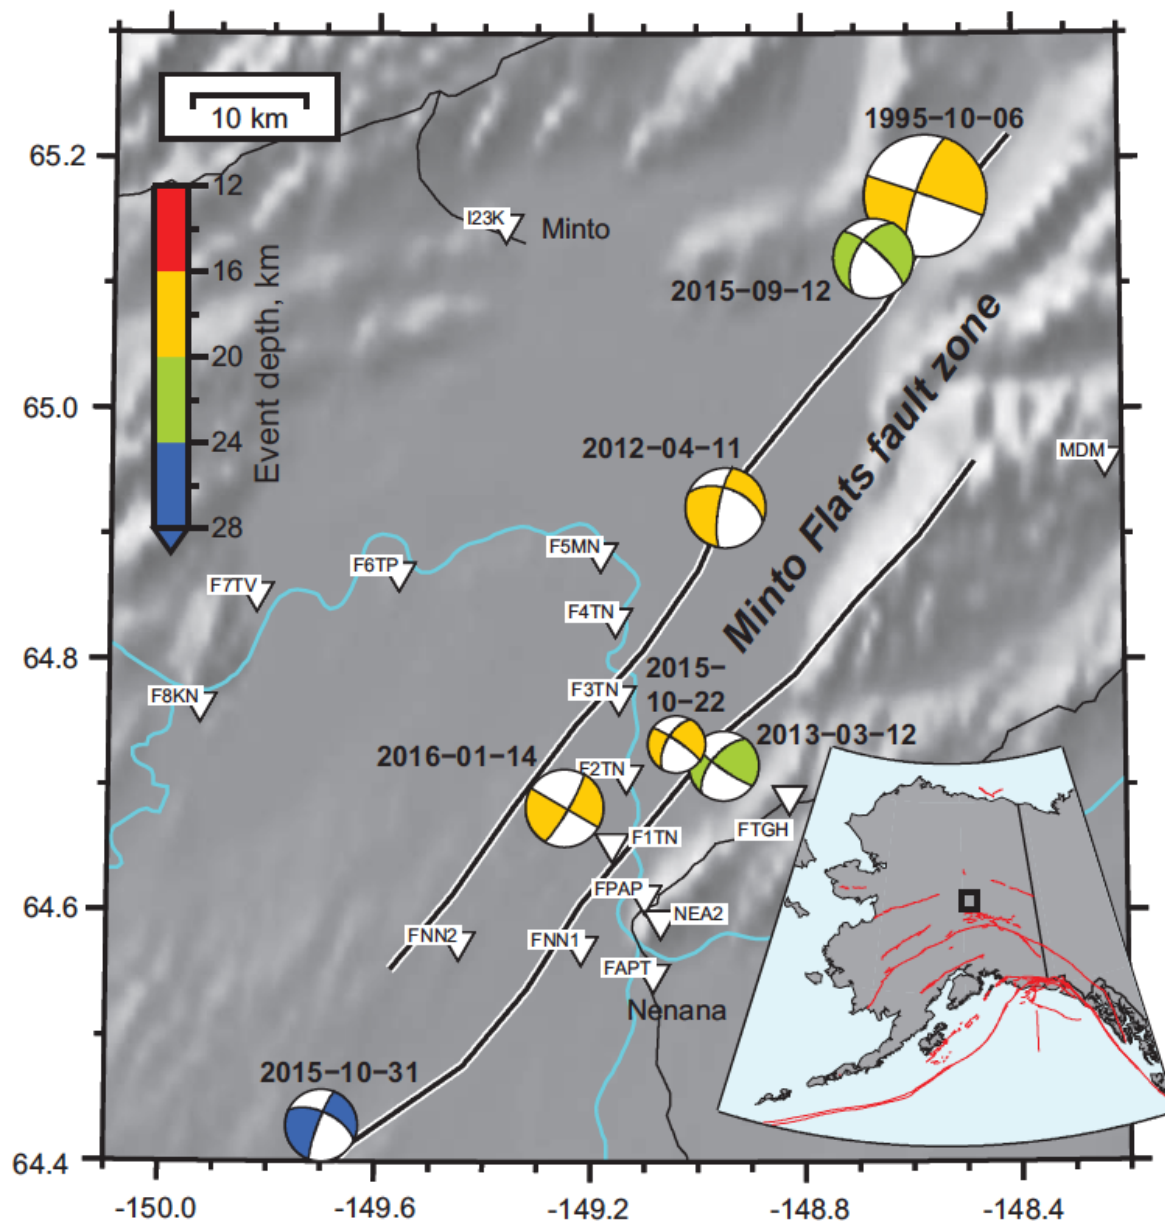 10 km
1995-10-06
65.2
12
I23K
Minto
16
2015-09-12
20
Event depth, km
65.0
24
2012-04-11
MDM
28
F5MN
F6TP
F7TV
F4TN
Minto Flats fault zone
64.8
2015-
10-22
F3TN
F8KN
2016-01-14
2013-03-12
F2TN
FTGH
F1TN
FPAP
64.6
NEA2
FNN2
FNN1
FAPT
Nenana
2015-10-31
64.4
-150.0
-149.6
-149.2
-148.8
-148.4